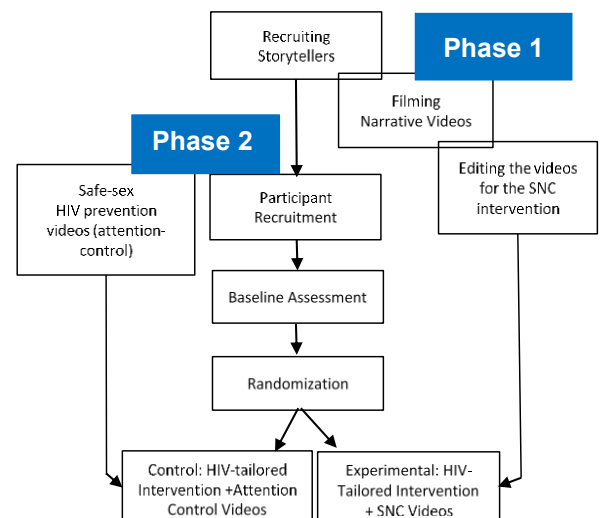 Recruiting
Storytellers
Phase 1
Filming
Narrative Videos
Phase 2
Editing the videos
for the SNC
intervention
Safe-sex
HIV prevention
videos (attention-
control)
Participant
Recruitment
Baseline Assessment
Randomization
Control: HIV-tailored
Intervention +Attention
Control Videos
Experimental: HIV-
Tailored Intervention
+ SNC Videos